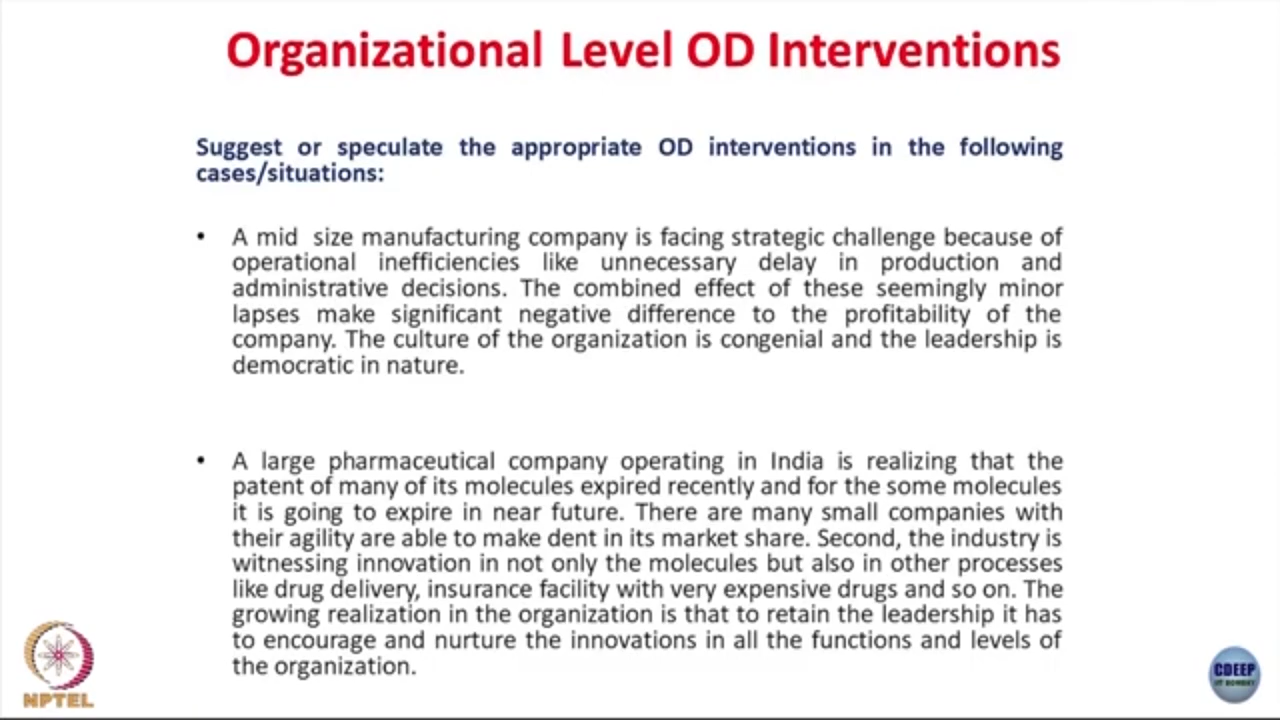 Organizational Level OD Interventions
Suggest or speculate the appropriate OD interventions in the following
cases/situations:
• A mid size manufacturing company is facing strategic challenge because of
operational inefficiencies like unnecessary delay in production and
administrative decisions. The combined effect of these seemingly minor
lapses make significant negative difference to the profitability of the
company. The culture of the organization is congenial and the leadership is
democratic in nature.
• A large pharmaceutical company operating in India is realizing that the
patent of many of its molecules expired recently and for the some molecules
it is going to expire in near future. There are many small companies with
their agility are able to make dent in its market share. Second, the industry is
witnessing innovation in not only the molecules but also in other processes
like drug delivery, insurance facility with very expensive drugs and so on. The
growing realization in the organization is that to retain the leadership it has
to encourage and nurture the innovations in all the functions and levels of
the organization.
NPTEL
CDEEP
IIT BOMBAY